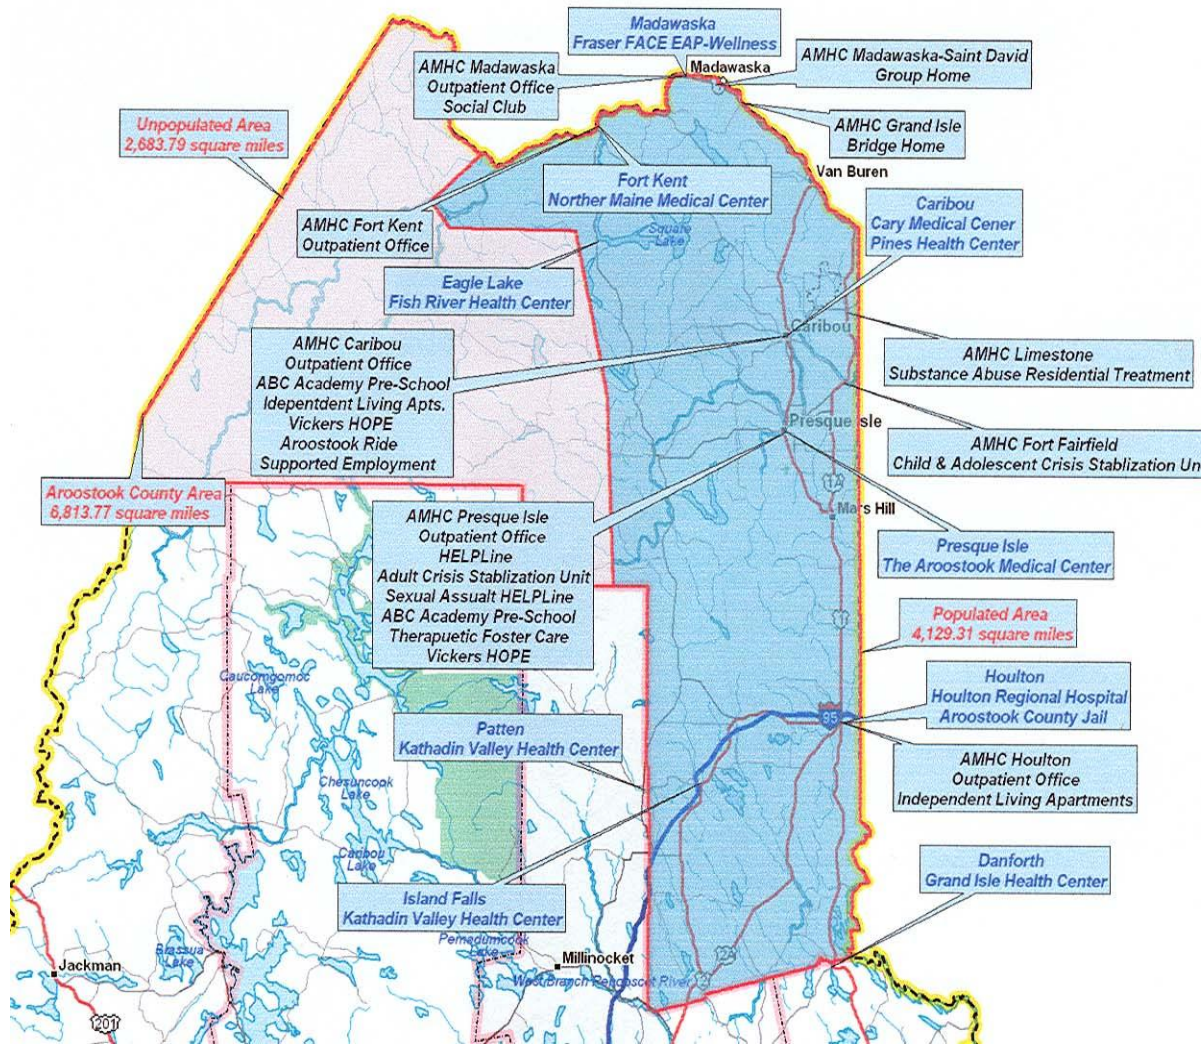 Madawaska
Fraser FACE EAP-Wellness
AMHC Madawaska
Outpatient Office
Social Club
Madawaska
AMHC Madawaska-Saint David
Group Home
Unpopulated Area
2,683.79 square miles
AMHC Grand Isle
Bridge Home
Van Buren
Fort Kent
Norther Maine Medical Center
Caribou
Cary Medical Cener
Pines Health Center
AMHC Fort Kent
Outpatient Office
Square
Lake
Eagle Lake
Fish River Health Center
Caribou
AMHC Caribou
Outpatient Office
ABC Academy Pre-School
Idepentdent Living Apts.
Vickers HOPE
Aroostook Ride
Supported Employment
AMHC Limestone
Substance Abuse Residential Treatment
Presque Isle
AMHC Fort Fairfield
Child & Adolescent Crisis Stablization Un
Aroostook County Area
6,813.77 square miles
1A
Mars Hill
AMHC Presque Isle
Outpatient Office
HELPLine
Adult Crisis Stablization Unit
Sexual Assualt HELPLine
ABC Academy Pre-School
Therapuetic Foster Care
Vickers HOPE
Presque Isle
The Aroostook Medical Center
Populated Area
4,129.31 square miles
1
Caucomgomoc
Lake
Houlton
Houlton Regional Hospital
Aroostook County Jail
95
Patten
Kathadin Valley Health Center
AMHC Houlton
Outpatient Office
Independent Living Apartments
Chesuncook
Lake
Caribou
Lake
Danforth
Grand Isle Health Center
Island Falls
Kathadin Valley Health Center
Pemadumcook
Lake
Brassua
Lake
Jackman
Millinocket
West Branch Penobscot River
2
2A
201